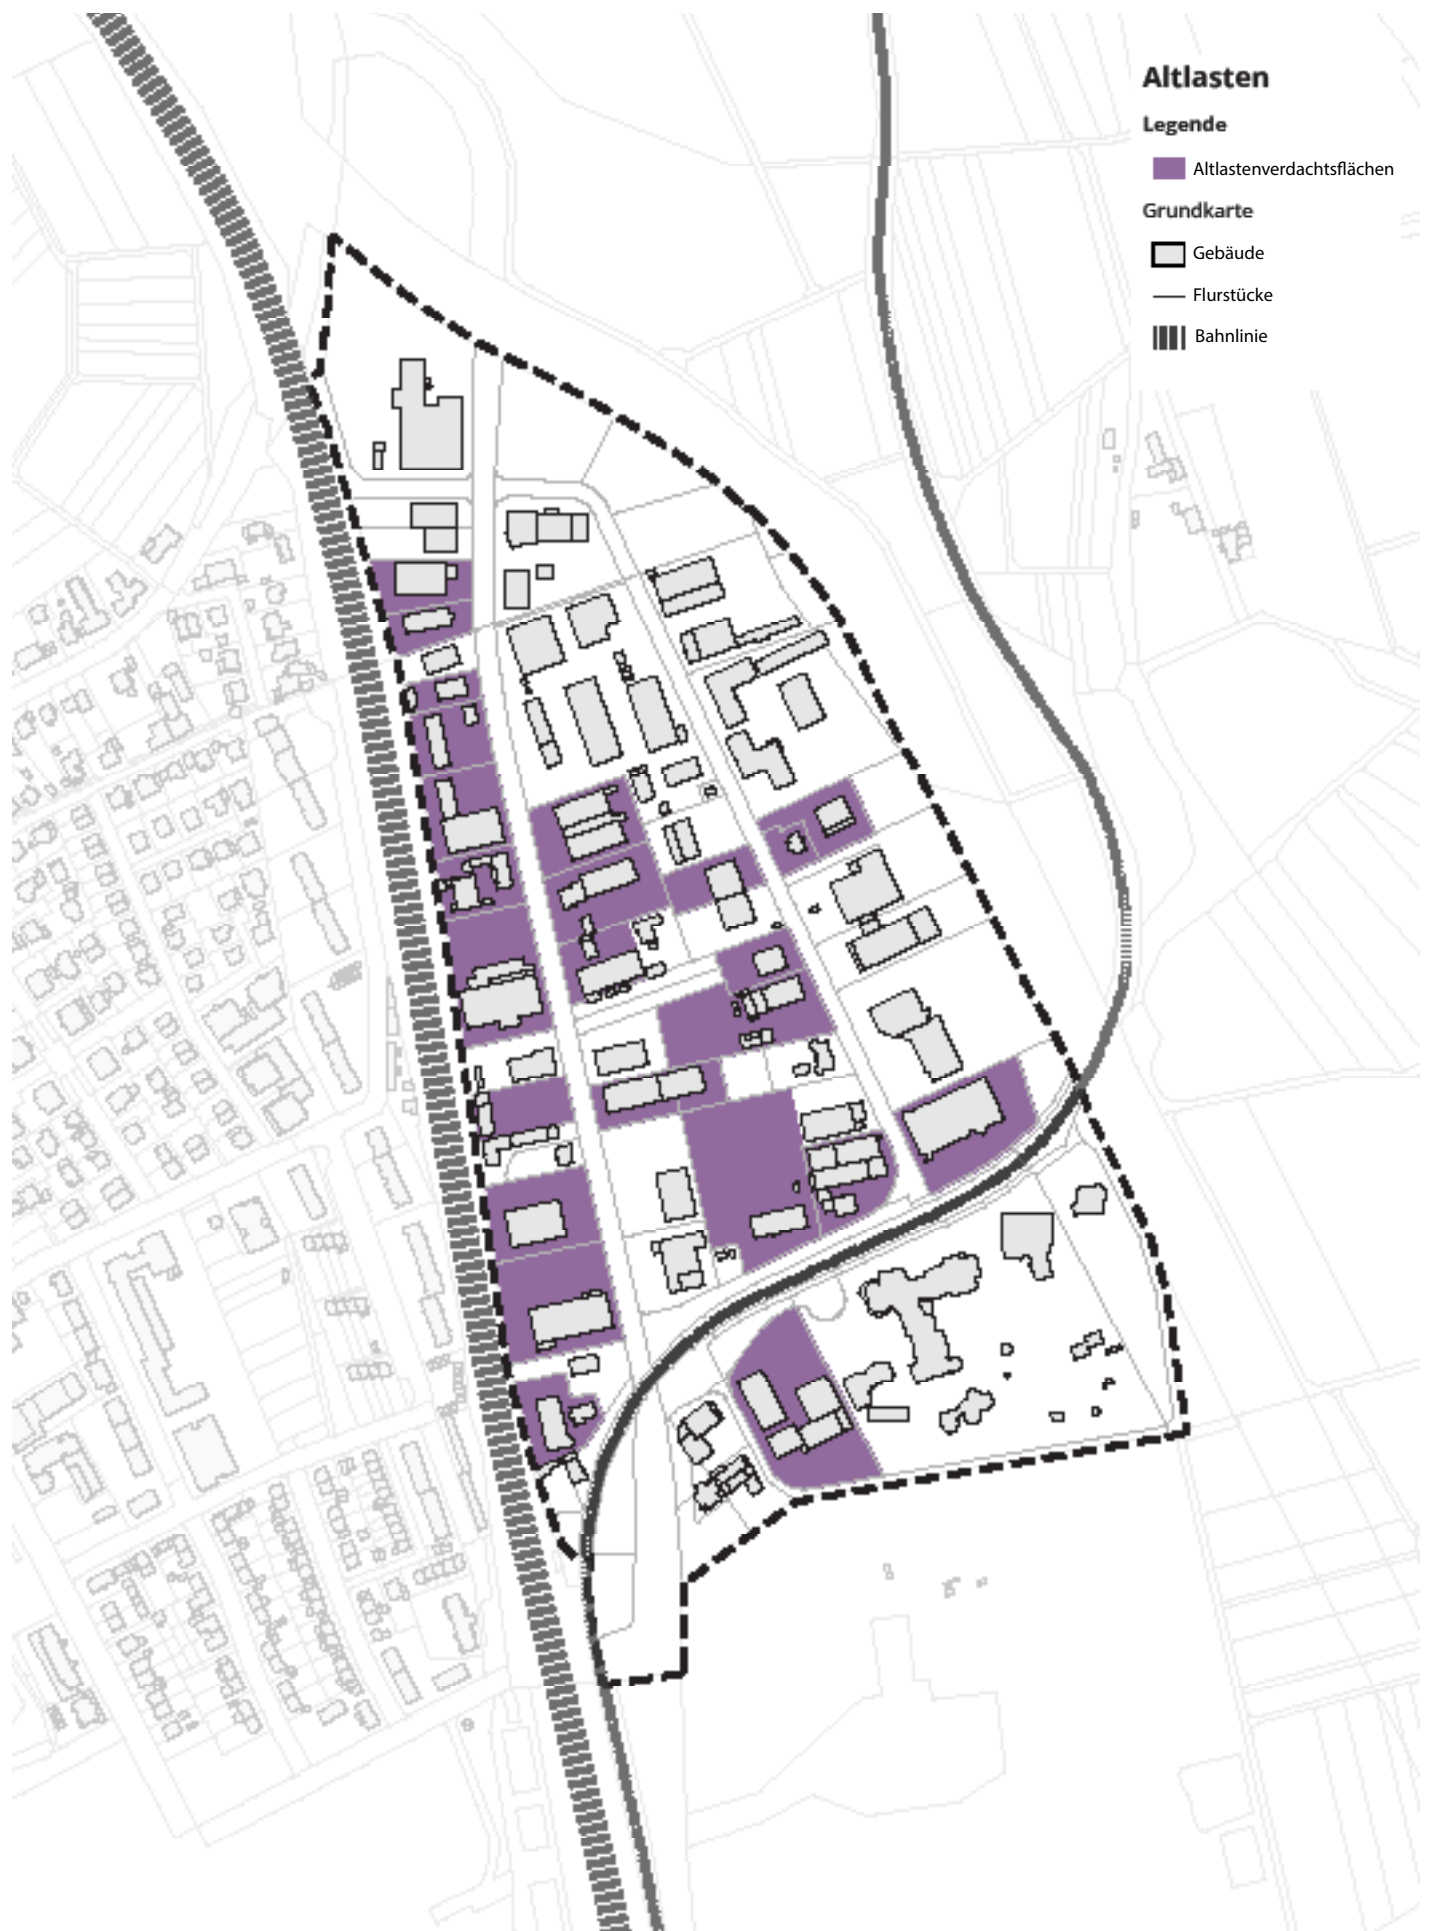 Altlasten
Legende
Altlastenverdachtsflächen
Grundkarte
Gebäude
Flurstücke
Bahnlinie